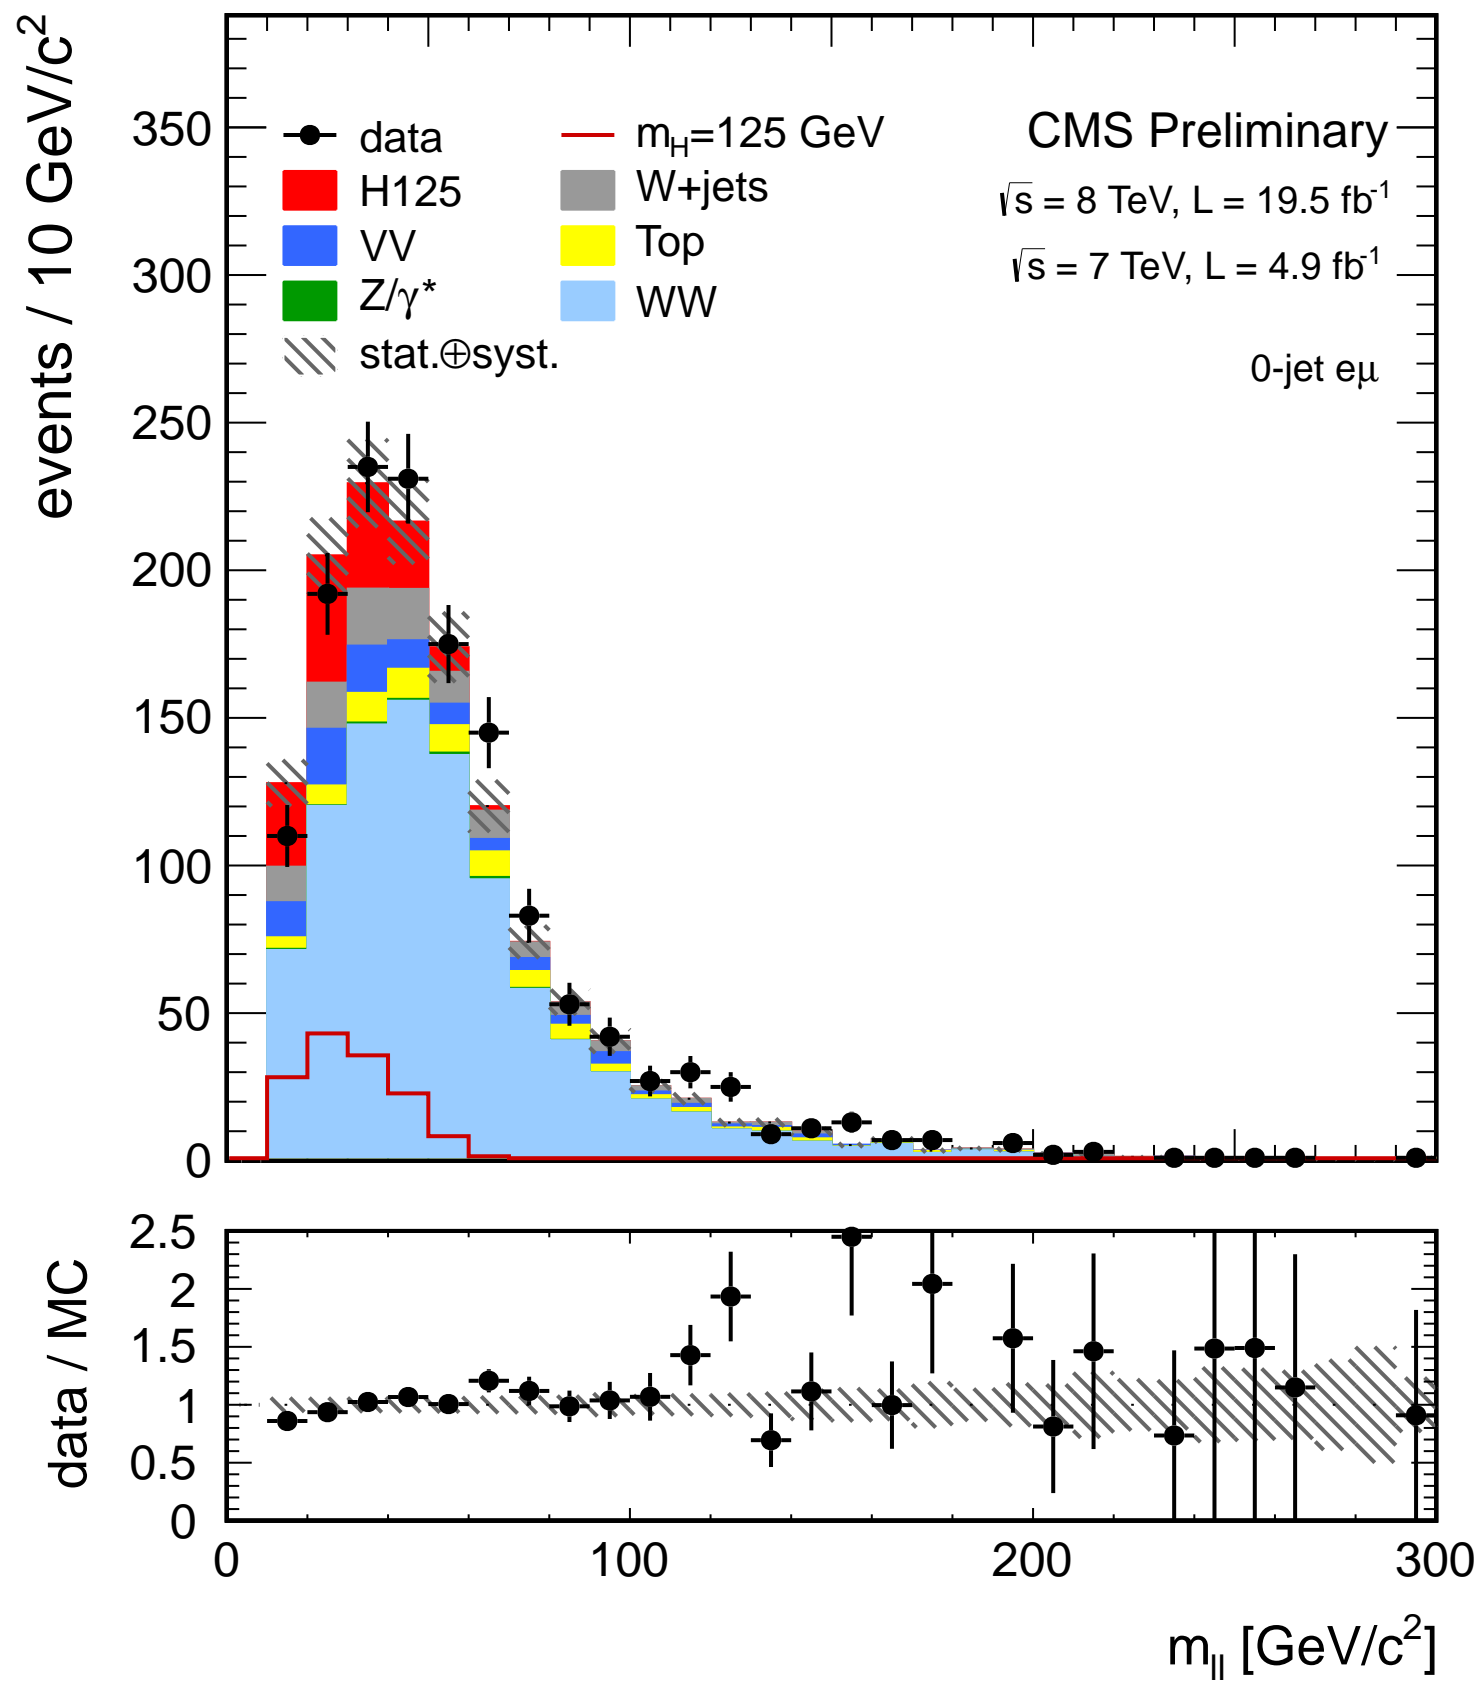 events / 10 GeV/c²
350
300
250
200
150
100
50
0
data
H125
VV
Z/γ*
stat.⊕syst.
m_H=125 GeV
W+jets
Top
WW
CMS Preliminary
√s = 8 TeV, L = 19.5 fb⁻¹
√s = 7 TeV, L = 4.9 fb⁻¹
0-jet eμ
data / MC
2.5
2
1.5
1
0.5
0
0 100 200 300
m_ll [GeV/c²]